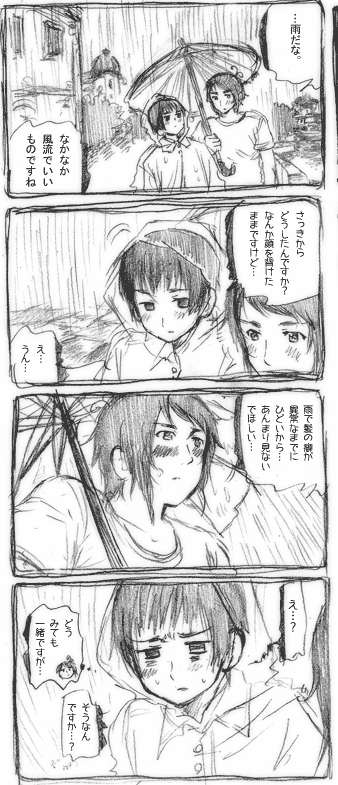 …雨だな。
なかなか
風流でいい
ものですね
さっきから
どうしたんですか？
なんか顔を背けた
ままですけど…
え…
うん…
雨で髪の癖が
異常なまでに
ひどいから…
あんまり見ない
でほしい…
え…？
どう
みても
一緒ですが…
そうなん
ですか…？